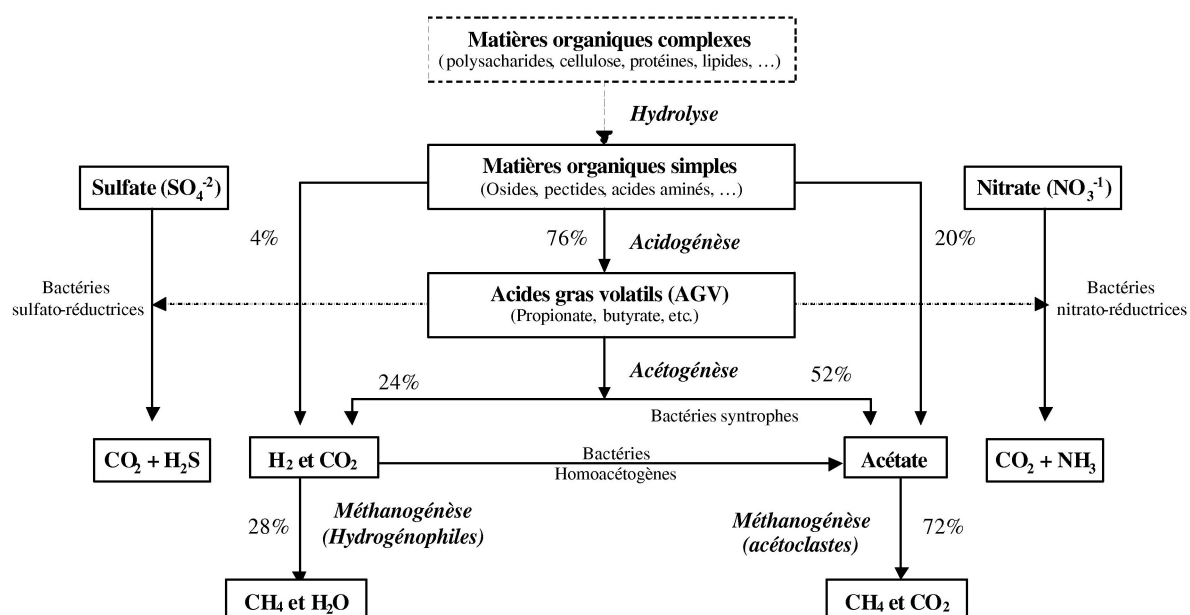 Matières organiques complexes
(polysacharides, cellulose, protéines, lipides, …)
Hydrolyse
Matières organiques simples
(Osides, pectides, acides aminés, …)
Sulfate (SO₄⁻²)
Nitrate (NO₃⁻¹)
4%
76%
Acidogénèse
20%
Bactéries
sulfato-réductrices
Acides gras volatils (AGV)
(Propionate, butyrate, etc.)
Bactéries
nitrato-réductrices
24%
Acétogénèse
52%
Bactéries syntrophes
CO₂ + H₂S
H₂ et CO₂
Bactéries
Homoacétogènes
Acétate
CO₂ + NH₃
28%
Méthanogénèse
(Hydrogénophiles)
Méthanogénèse
(acétoclastes)
72%
CH₄ et H₂O
CH₄ et CO₂